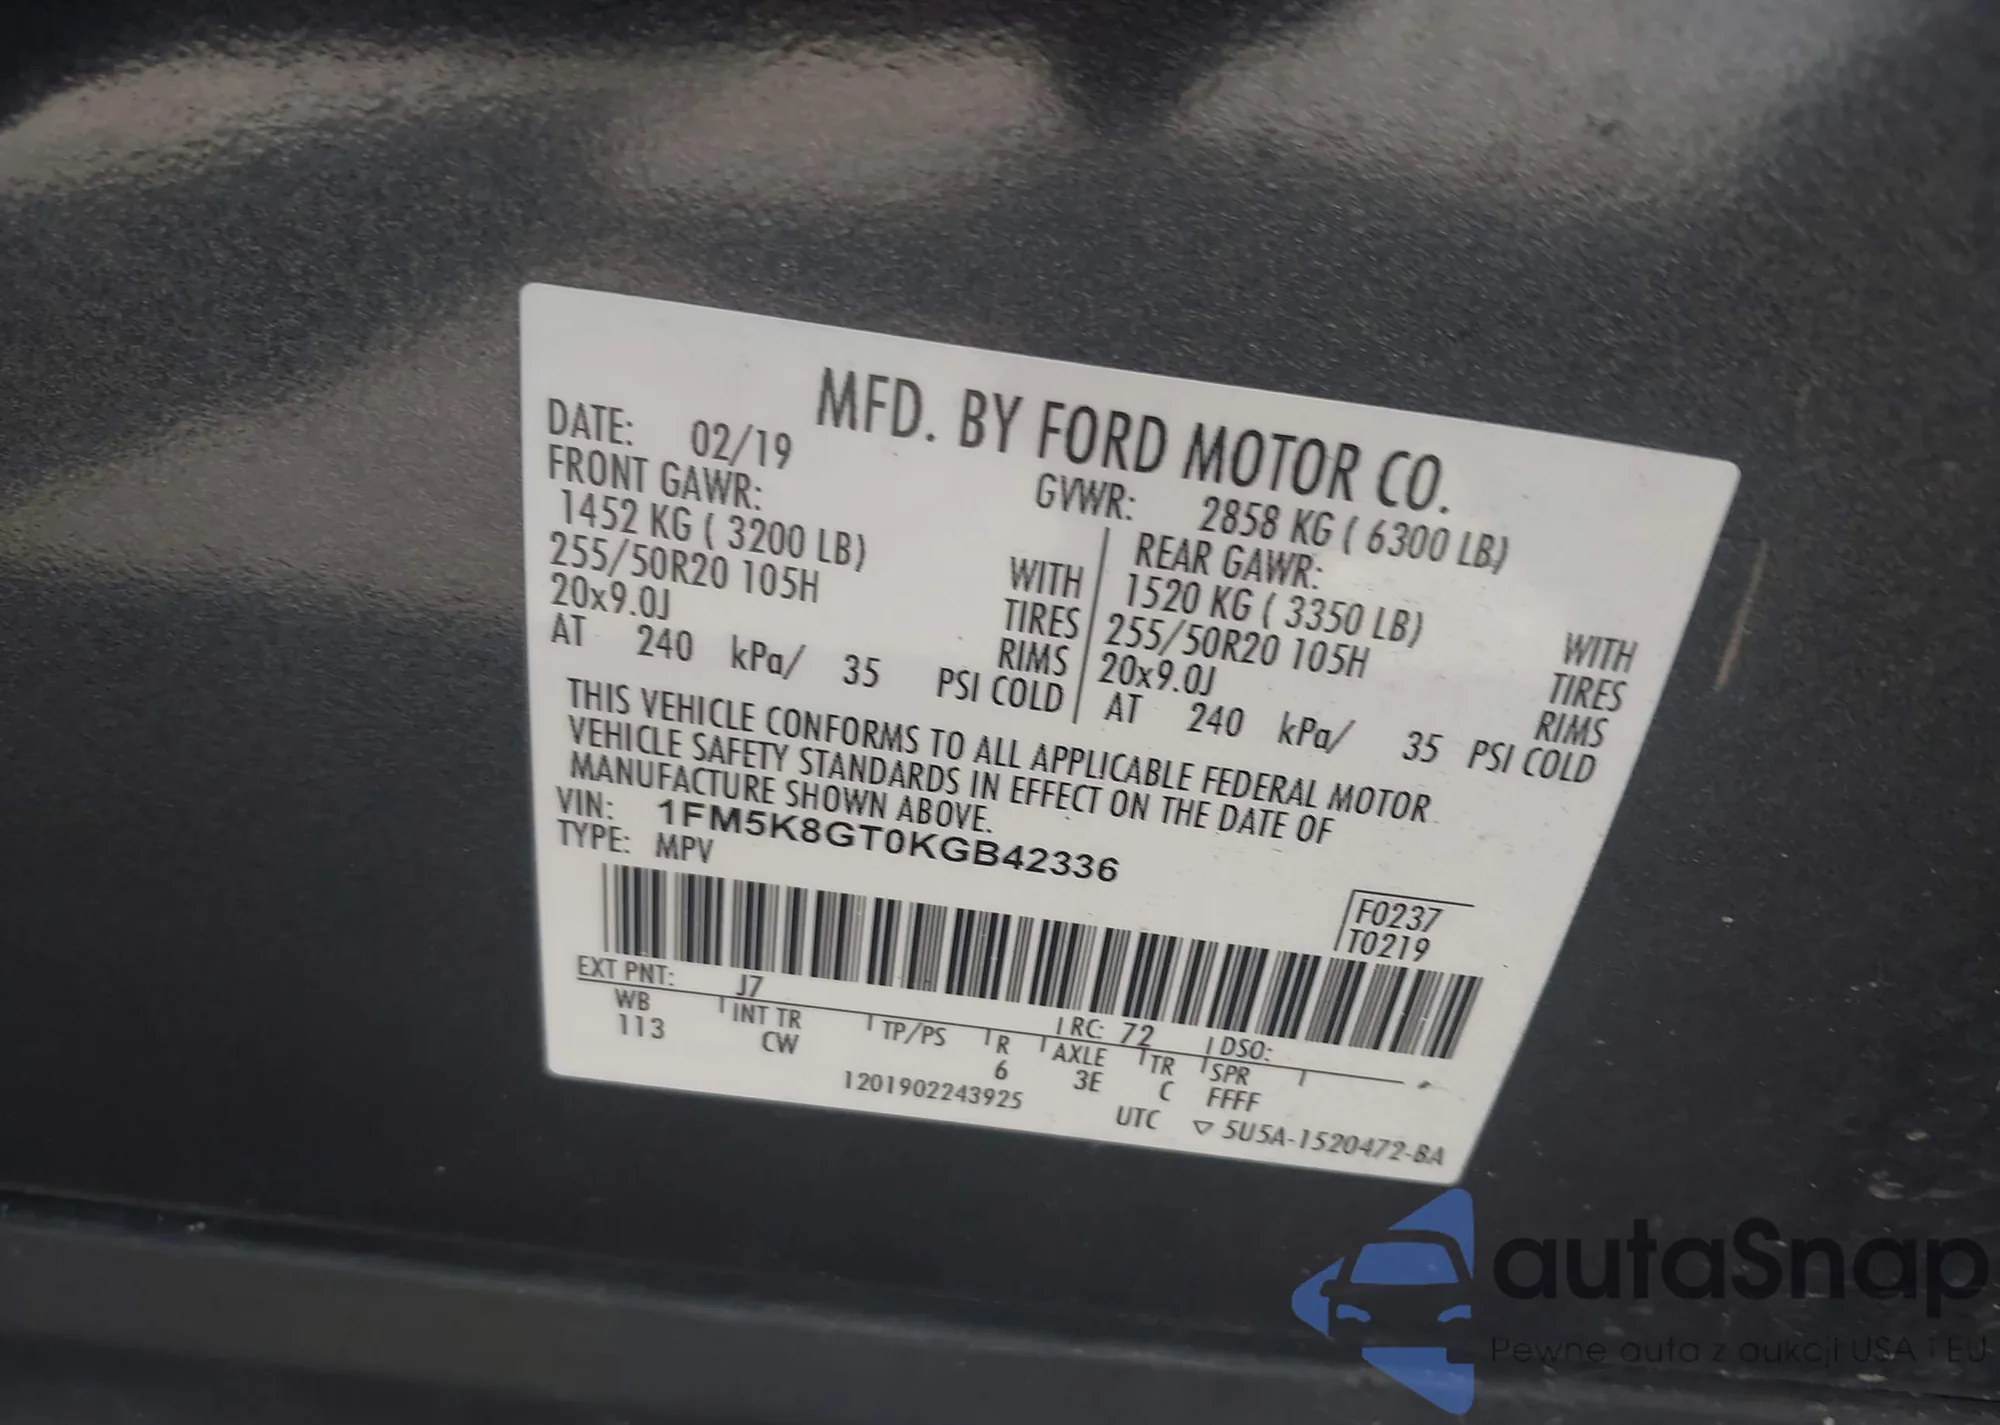 MFD. BY FORD MOTOR CO.
DATE: 02/19 GVWR: 2858 KG ( 6300 LB)
FRONT GAWR: REAR GAWR:
1452 KG ( 3200 LB) WITH 1520 KG ( 3350 LB) WITH
255/50R20 105H TIRES 255/50R20 105H TIRES
20x9.0J RIMS 20x9.0J RIMS
AT 240 kPa/ 35 PSI COLD AT 240 kPa/ 35 PSI COLD
THIS VEHICLE CONFORMS TO ALL APPLICABLE FEDERAL MOTOR
VEHICLE SAFETY STANDARDS IN EFFECT ON THE DATE OF
MANUFACTURE SHOWN ABOVE.
VIN: 1FM5K8GT0KGB42336
TYPE: MPV
F0237
T0219
EXT PNT: J7 RC: 72 DSO:
WB INT TR TP/PS R AXLE TR SPR
113 CW 6 3E C FFFF
1201902243925 UTC ▽ 5U5A-1520472-BA
autaSnap
Pewne auta z aukcji USA i EU